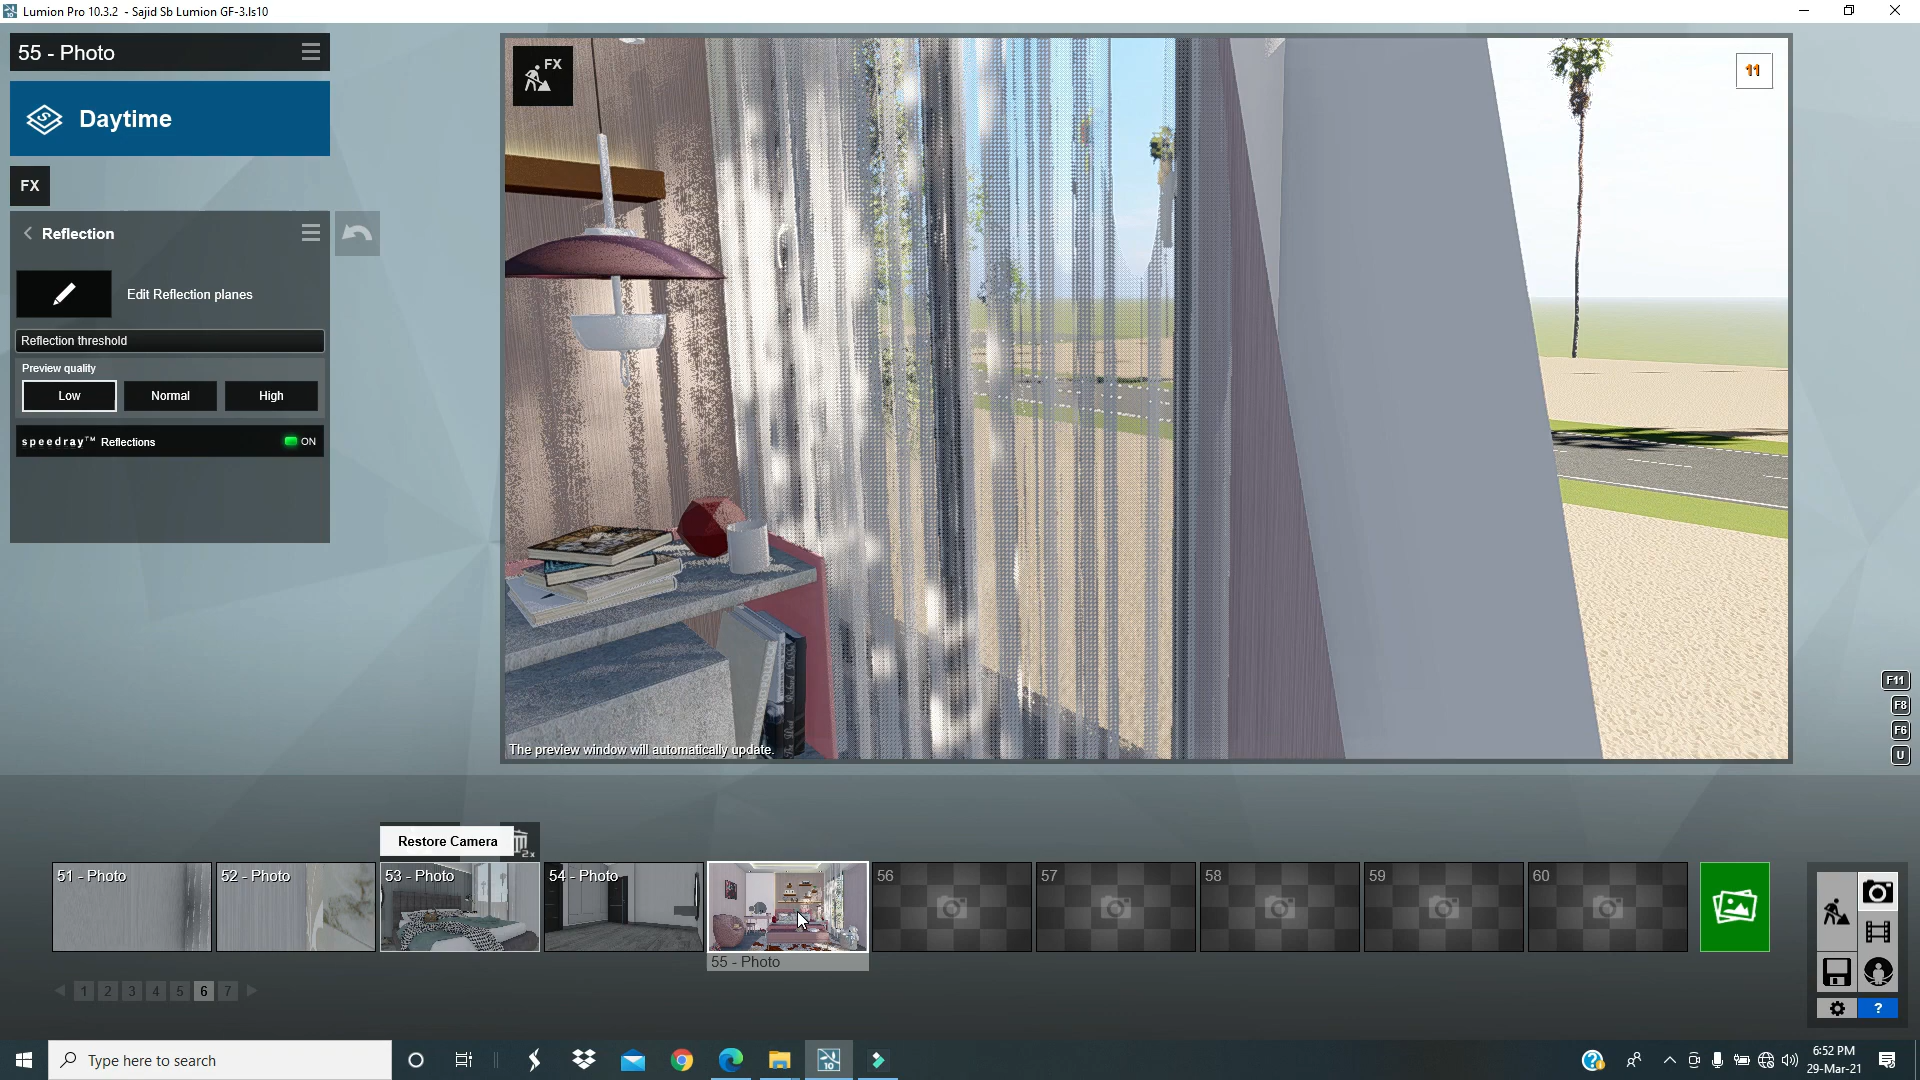 Lumion Pro 10.3.2 - Sajid Sb Lumion GF-3.ls10
55 - Photo
Daytime
FX
Reflection
Edit Reflection planes
Reflection threshold
Preview quality
Low
Normal
High
speedray™ Reflections
ON
FX
11
The preview window will automatically update.
F11
F8
F6
U
Restore Camera
2x
51 - Photo
52 - Photo
53 - Photo
54 - Photo
55 - Photo
56
57
58
59
60
1
2
3
4
5
6
7
?
Type here to search
10
6:52 PM
29-Mar-21